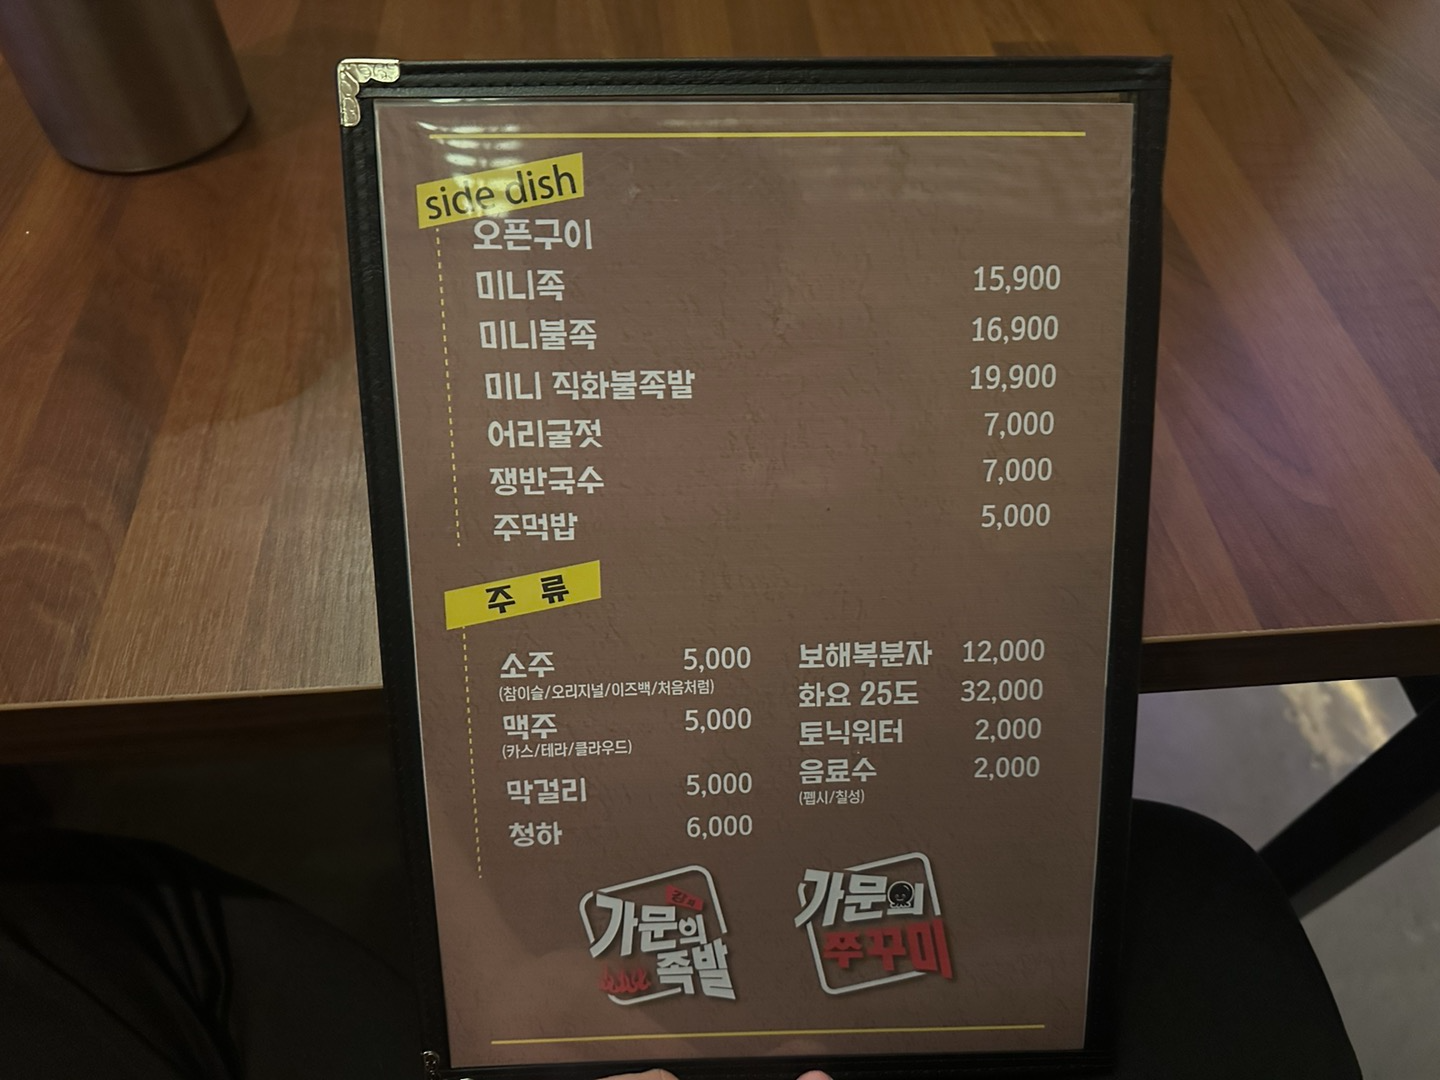 side dish
오픈구이
미니족 15,900
미니불족 16,900
미니 직화불족발 19,900
어리굴젓 7,000
쟁반국수 7,000
주먹밥 5,000
주 류
소주 5,000
(참이슬/오리지널/이즈백/처음처럼)
맥주 5,000
(카스/테라/클라우드)
막걸리 5,000
청하 6,000
보해복분자 12,000
화요 25도 32,000
토닉워터 2,000
음료수 2,000
(펩시/칠성)
가문의
족발
가문의
쭈꾸미